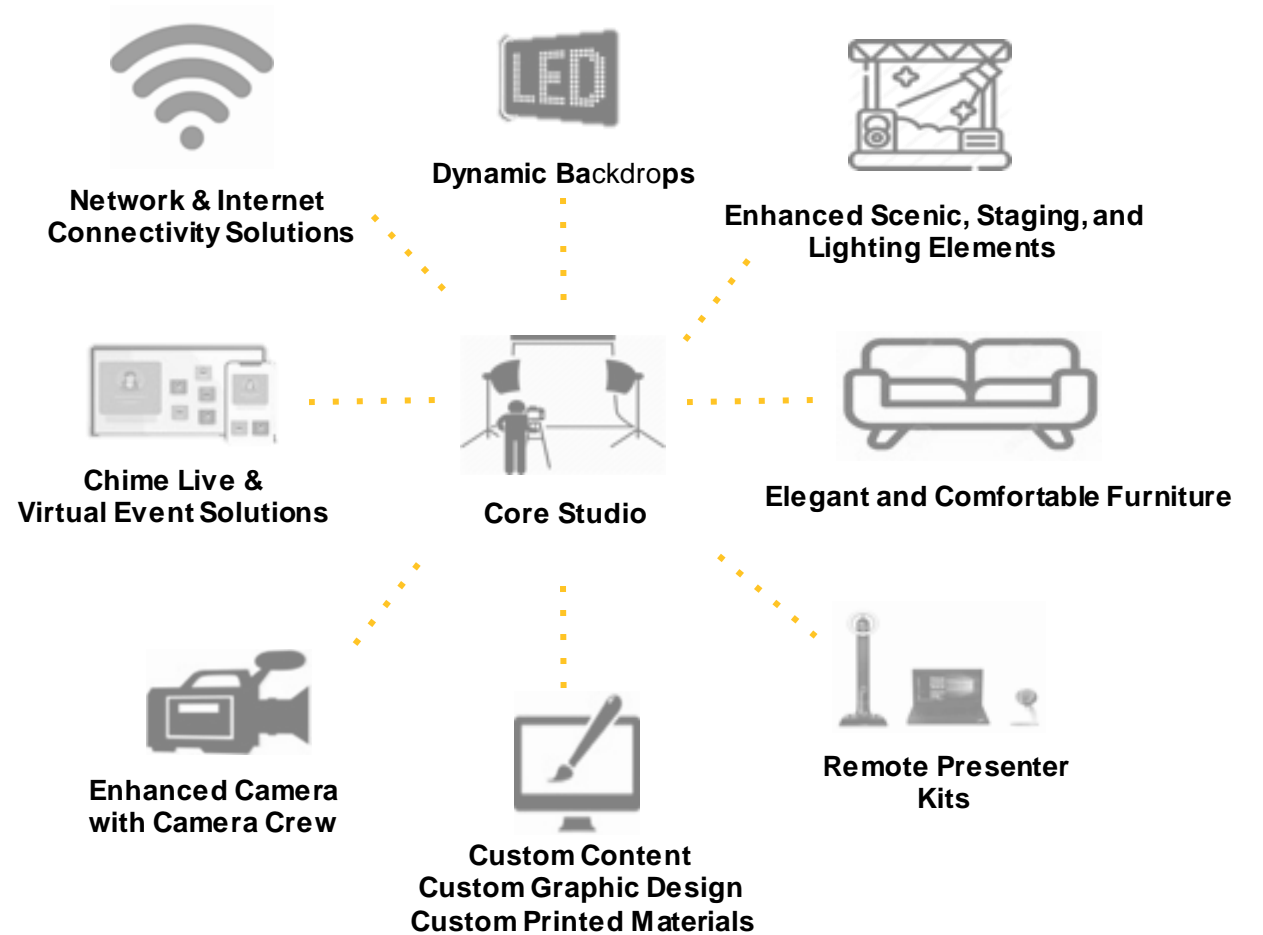 LED
Dynamic Backdrops
Network & Internet
Connectivity Solutions
Enhanced Scenic, Staging, and
Lighting Elements
Chime Live &
Virtual Event Solutions
Core Studio
Elegant and Comfortable Furniture
Enhanced Camera
with Camera Crew
Custom Content
Custom Graphic Design
Custom Printed Materials
Remote Presenter
Kits